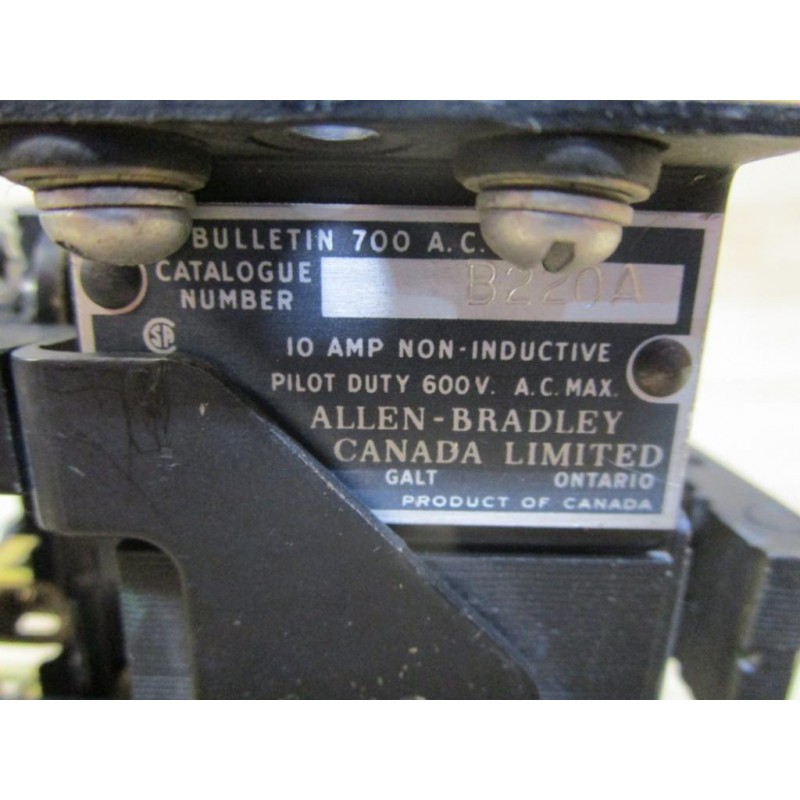 BULLETIN 700 A.C.
CATALOGUE NUMBER B220A
10 AMP NON-INDUCTIVE
PILOT DUTY 600V. A.C. MAX.
ALLEN-BRADLEY
CANADA LIMITED
GALT ONTARIO
PRODUCT OF CANADA